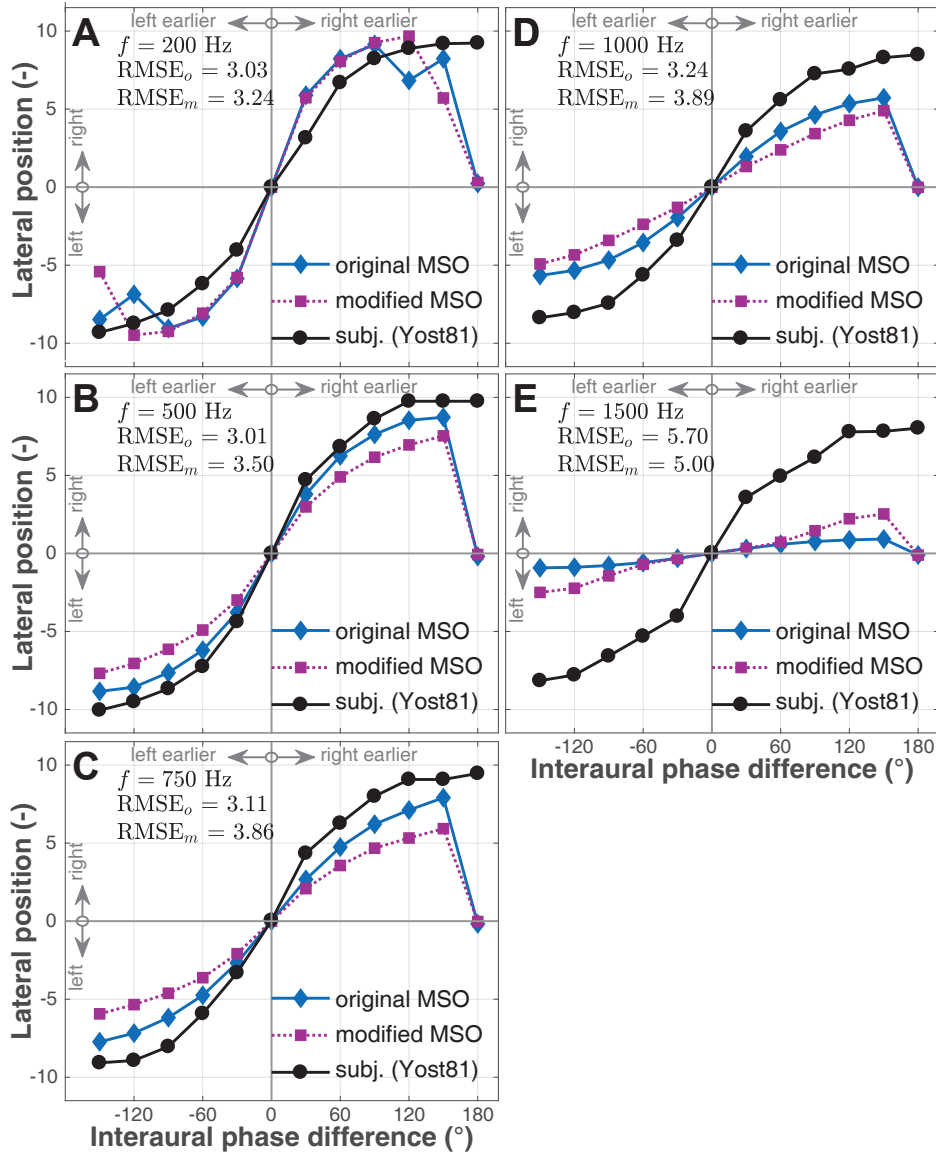 A
left earlier right earlier
f = 200 Hz
RMSE_o = 3.03
RMSE_m = 3.24
10
5
0
-5
-10
Lateral position (-)
right
left
original MSO
modified MSO
subj. (Yost81)
B
left earlier right earlier
f = 500 Hz
RMSE_o = 3.01
RMSE_m = 3.50
10
5
0
-5
-10
Lateral position (-)
right
left
original MSO
modified MSO
subj. (Yost81)
C
left earlier right earlier
f = 750 Hz
RMSE_o = 3.11
RMSE_m = 3.86
10
5
0
-5
-10
Lateral position (-)
right
left
original MSO
modified MSO
subj. (Yost81)
-120 -60 0 60 120 180
Interaural phase difference (°)
D
left earlier right earlier
f = 1000 Hz
RMSE_o = 3.24
RMSE_m = 3.89
right
left
original MSO
modified MSO
subj. (Yost81)
E
left earlier right earlier
f = 1500 Hz
RMSE_o = 5.70
RMSE_m = 5.00
right
left
original MSO
modified MSO
subj. (Yost81)
-120 -60 0 60 120 180
Interaural phase difference (°)